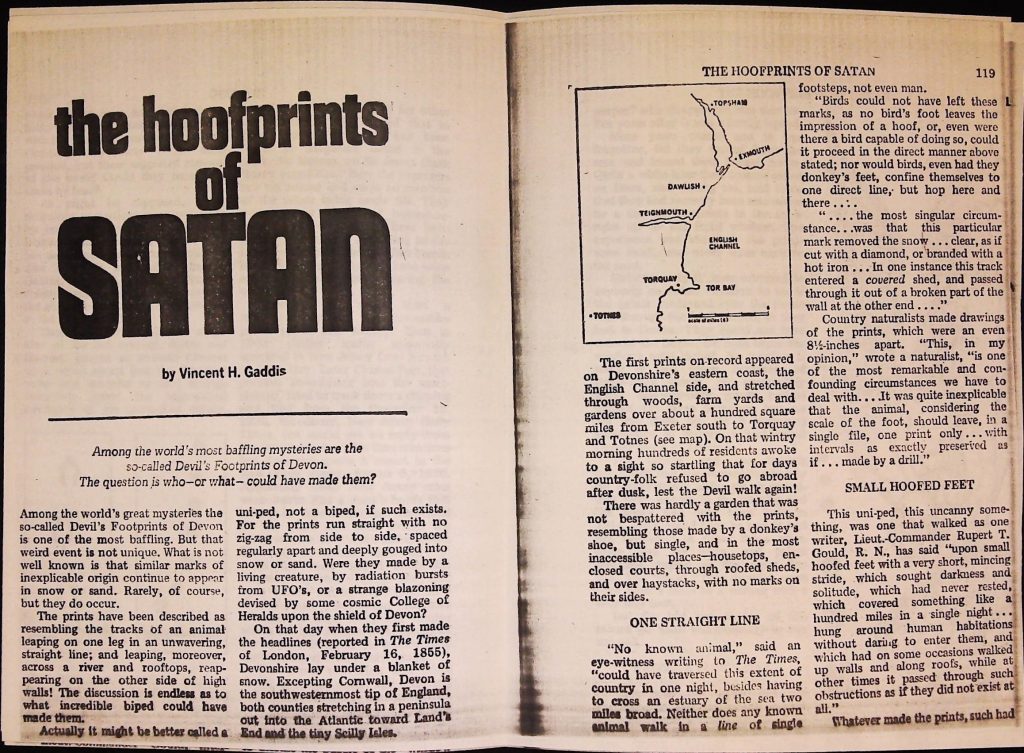 the hoofprints
of
SATAN
by Vincent H. Gaddis
Among the world's most baffling mysteries are the
so-called Devil's Footprints of Devon.
The question is who—or what— could have made them?
Among the world's great mysteries the
so-called Devil's Footprints of Devon
is one of the most baffling. But that
weird event is not unique. What is not
well known is that similar marks of
inexplicable origin continue to appear
in snow or sand. Rarely, of course,
but they do occur.
The prints have been described as
resembling the tracks of an animal
leaping on one leg in an unwavering,
straight line; and leaping, moreover,
across a river and rooftops, reap-
pearing on the other side of high
walls! The discussion is endless as to
what incredible biped could have
made them.
Actually it might be better called a
uni-ped, not a biped, if such exists.
For the prints run straight with no
zig-zag from side to side, spaced
regularly apart and deeply gouged into
snow or sand. Were they made by a
living creature, by radiation bursts
from UFO's, or a strange blazoning
devised by some cosmic College of
Heralds upon the shield of Devon?
On that day when they first made
the headlines (reported in The Times
of London, February 16, 1855),
Devonshire lay under a blanket of
snow. Excepting Cornwall, Devon is
the southwesternmost tip of England,
both counties stretching in a peninsula
out into the Atlantic toward Land's
End and the tiny Scilly Isles.
THE HOOFPRINTS OF SATAN 119
TOPSHAM
EXMOUTH
DAWLISH
TEIGNMOUTH
ENGLISH
CHANNEL
TORQUAY
TOR BAY
TOTNES
scale of miles
The first prints on record appeared
on Devonshire's eastern coast, the
English Channel side, and stretched
through woods, farm yards and
gardens over about a hundred square
miles from Exeter south to Torquay
and Totnes (see map). On that wintry
morning hundreds of residents awoke
to a sight so startling that for days
country-folk refused to go abroad
after dusk, lest the Devil walk again!
There was hardly a garden that was
not bespattered with the prints,
resembling those made by a donkey's
shoe, but single, and in the most
inaccessible places—housetops, en-
closed courts, through roofed sheds,
and over haystacks, with no marks on
their sides.
ONE STRAIGHT LINE
"No known animal," said an
eye-witness writing to The Times,
"could have traversed this extent of
country in one night, besides having
to cross an estuary of the sea two
miles broad. Neither does any known
animal walk in a line of single
footsteps, not even man.
"Birds could not have left these
marks, as no bird's foot leaves the
impression of a hoof, or, even were
there a bird capable of doing so, could
it proceed in the direct manner above
stated; nor would birds, even had they
donkey's feet, confine themselves to
one direct line, but hop here and
there ....
".... the most singular circum-
stance...was that this particular
mark removed the snow ... clear, as if
cut with a diamond, or branded with a
hot iron ... In one instance this track
entered a covered shed, and passed
through it out of a broken part of the
wall at the other end ...."
Country naturalists made drawings
of the prints, which were an even
8½-inches apart. "This, in my
opinion," wrote a naturalist, "is one
of the most remarkable and con-
founding circumstances we have to
deal with....It was quite inexplicable
that the animal, considering the
scale of the foot, should leave, in a
single file, one print only...with
intervals as exactly preserved as
if ... made by a drill."
SMALL HOOFED FEET
This uni-ped, this uncanny some-
thing, was one that walked as one
writer, Lieut.-Commander Rupert T.
Gould, R. N., has said "upon small
hoofed feet with a very short, mincing
stride, which sought darkness and
solitude, which had never rested,
which covered something like a
hundred miles in a single night...
hung around human habitations
without daring to enter them, and
which had on some occasions walked
up walls and along roofs, while at
other times it passed through such
obstructions as if they did not exist at
all."
Whatever made the prints, such had